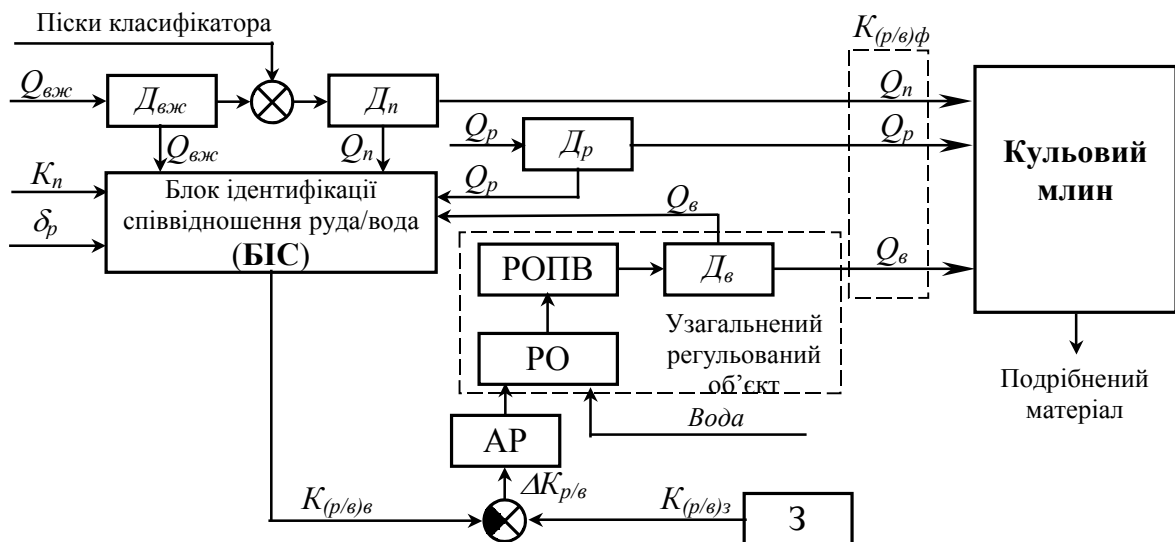 Піски класифікатора
K(р/в)ф
Qвж
Двж
Дп
Qп
Qр
Др
Qр
Кульовий
млин
Qвж
Qп
Qр
Kп
δр
Блок ідентифікації
співвідношення руда/вода
(БІС)
Qв
РОПВ
Дв
Qв
Узагальнений
регульований
об’єкт
РО
Подрібнений
матеріал
Вода
АР
ΔKр/в
K(р/в)в
K(р/в)з
З